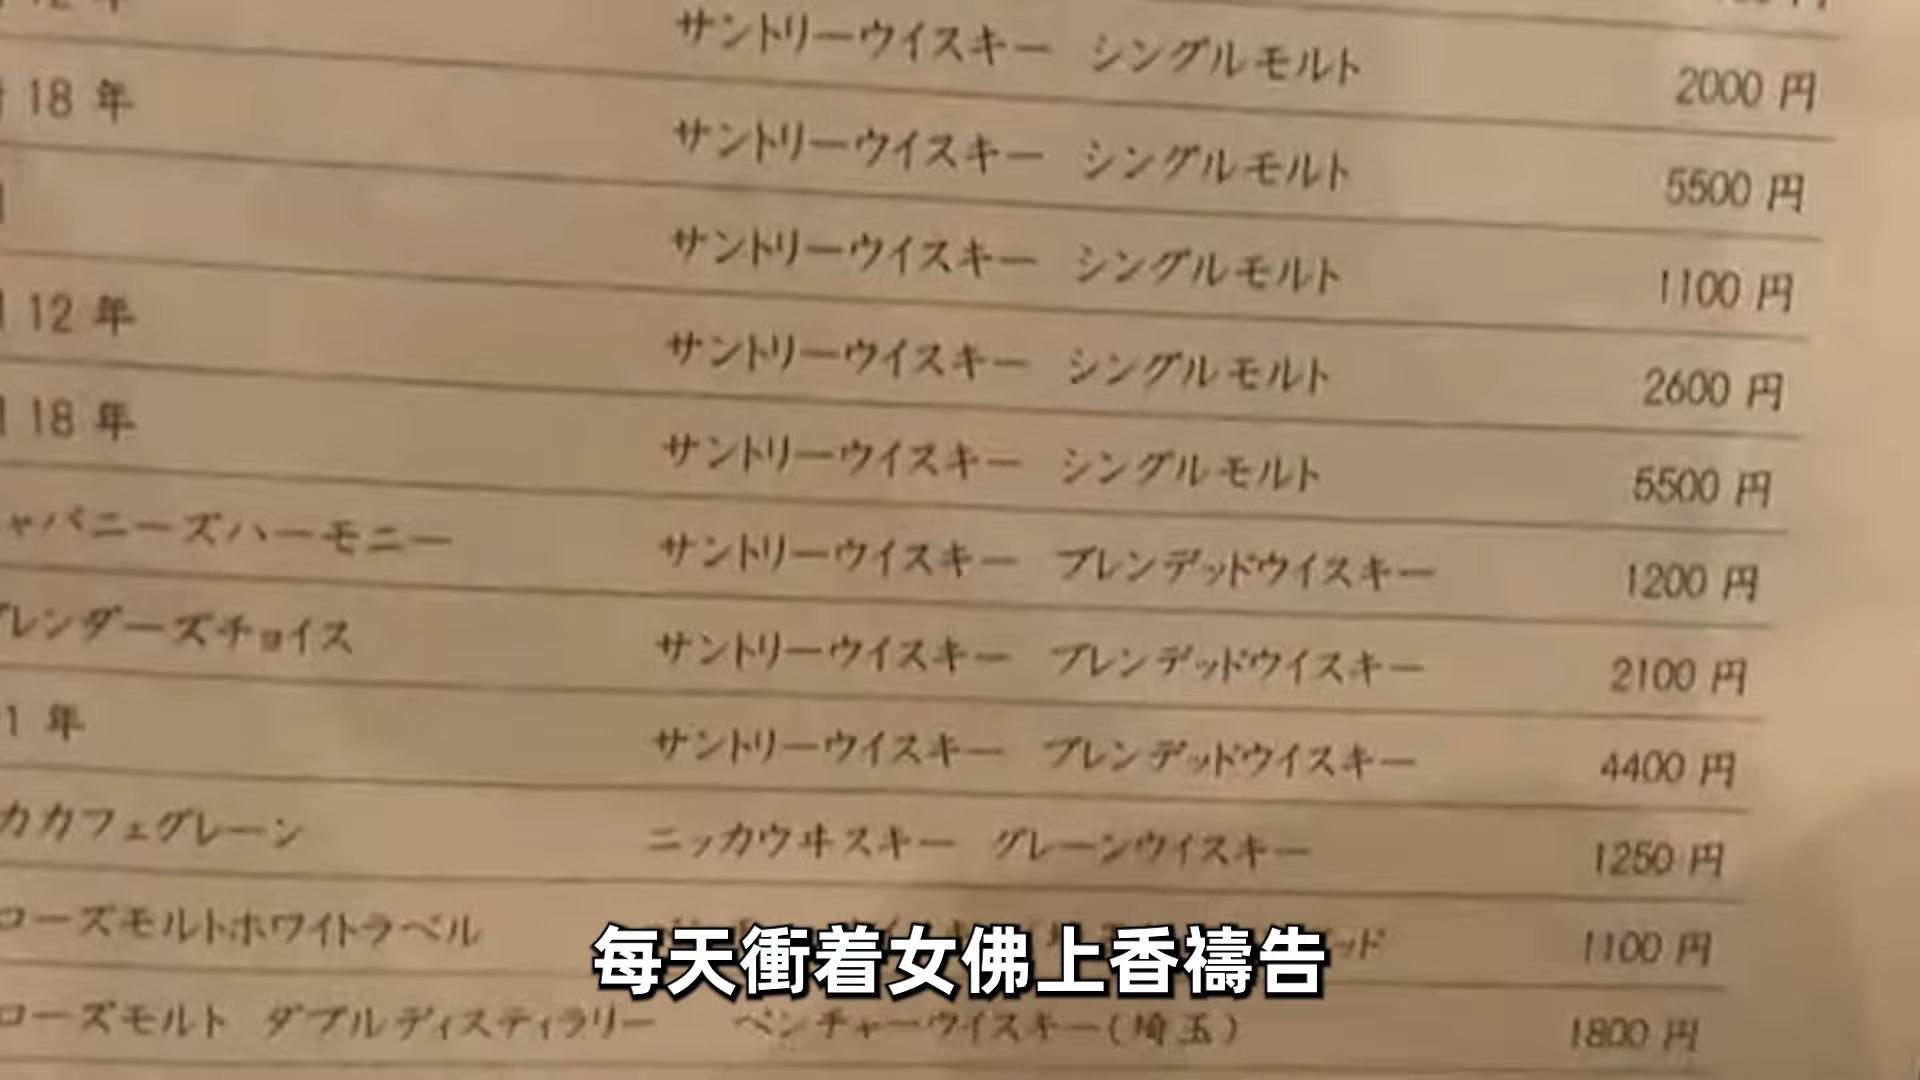 サントリーウイスキー シングルモルト 2000 円
18 年 サントリーウイスキー シングルモルト 5500 円
サントリーウイスキー シングルモルト 1100 円
12 年 サントリーウイスキー シングルモルト 2600 円
18 年 サントリーウイスキー シングルモルト 5500 円
ャパニーズハーモニー サントリーウイスキー ブレンデッドウイスキー 1200 円
レンダーズチョイス サントリーウイスキー ブレンデッドウイスキー 2100 円
1 年 サントリーウイスキー ブレンデッドウイスキー 4400 円
カカフェグレーン ニッカウヰスキー グレーンウイスキー 1250 円
ローズモルトホワイトラベル 1100 円
每天衝着女佛上香禱告
ローズモルト ダブルディスティラリー ベンチャーウイスキー(埼玉) 1800 円